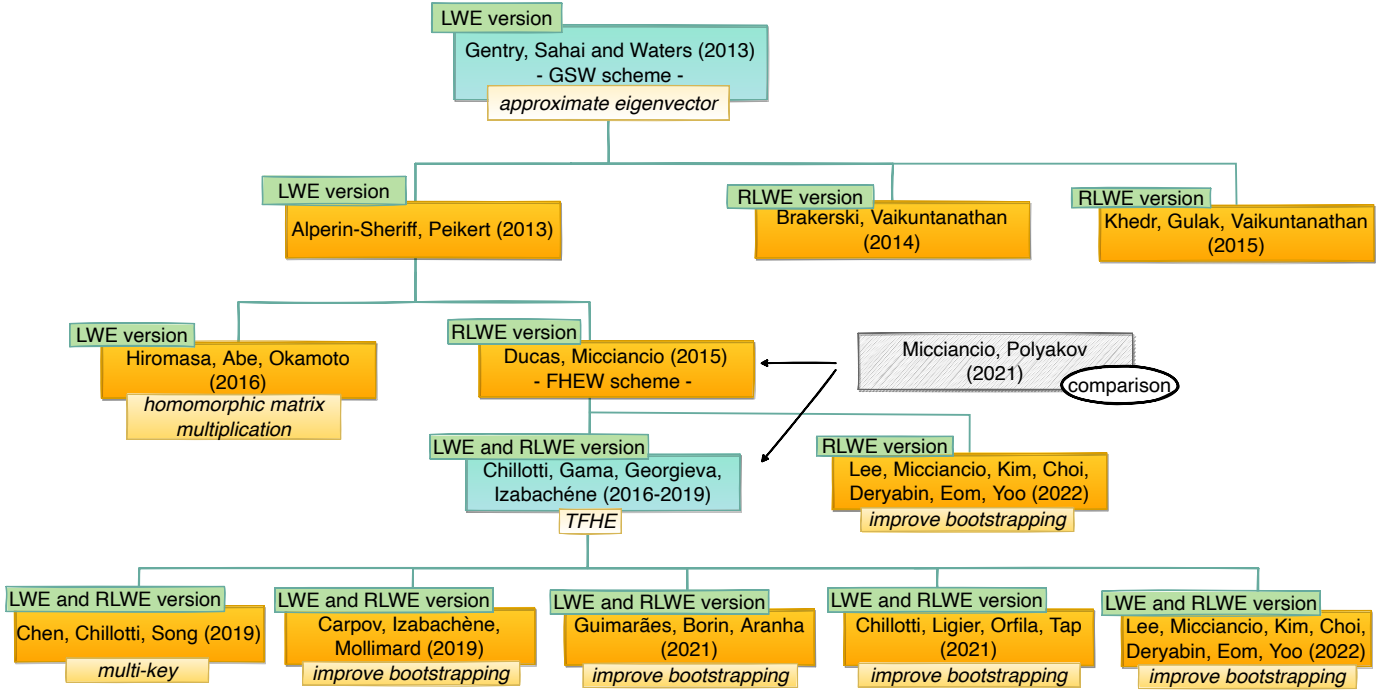 LWE version
Gentry, Sahai and Waters (2013)
- GSW scheme -
approximate eigenvector
LWE version
Alperin-Sheriff, Peikert (2013)
RLWE version
Brakerski, Vaikuntanathan
(2014)
RLWE version
Khedr, Gulak, Vaikuntanathan
(2015)
LWE version
Hiromasa, Abe, Okamoto
(2016)
homomorphic matrix
multiplication
RLWE version
Ducas, Micciancio (2015)
- FHEW scheme -
Micciancio, Polyakov
(2021)
comparison
LWE and RLWE version
Chillotti, Gama, Georgieva,
Izabachéne (2016-2019)
TFHE
RLWE version
Lee, Micciancio, Kim, Choi,
Deryabin, Eom, Yoo (2022)
improve bootstrapping
LWE and RLWE version
Chen, Chillotti, Song (2019)
multi-key
LWE and RLWE version
Carpov, Izabachène,
Mollimard (2019)
improve bootstrapping
LWE and RLWE version
Guimarães, Borin, Aranha
(2021)
improve bootstrapping
LWE and RLWE version
Chillotti, Ligier, Orfila, Tap
(2021)
improve bootstrapping
LWE and RLWE version
Lee, Micciancio, Kim, Choi,
Deryabin, Eom, Yoo (2022)
improve bootstrapping